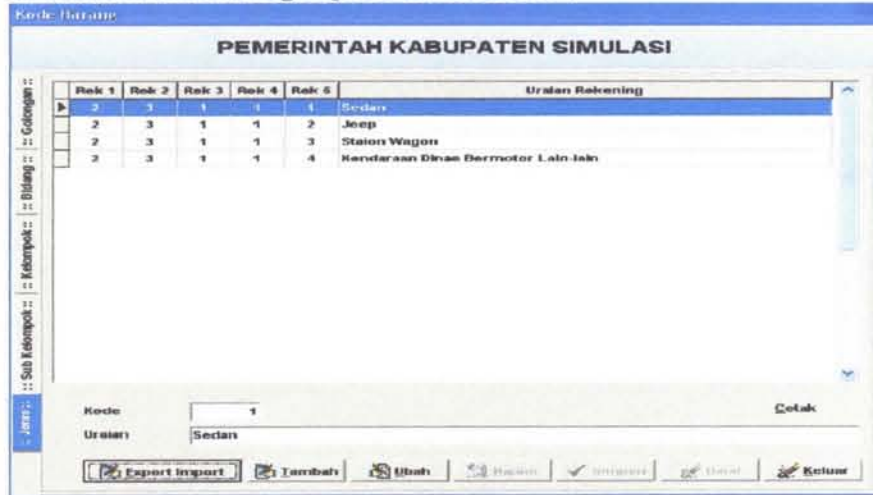 Kode Barang
PEMERINTAH KABUPATEN SIMULASI
:: Golongan ::
:: Bidang ::
:: Kelompok ::
:: Sub Kelompok ::
:: Jenis ::
Rek 1 Rek 2 Rek 3 Rek 4 Rek 5 Uraian Rekening
2 3 1 1 1 Sedan
2 3 1 1 2 Jeep
2 3 1 1 3 Staion Wagon
2 3 1 1 4 Kendaraan Dinas Bermotor Lain-lain
Kode 1 Cetak
Uraian Sedan
Export Import Tambah Ubah Hapus Simpan Batal Keluar